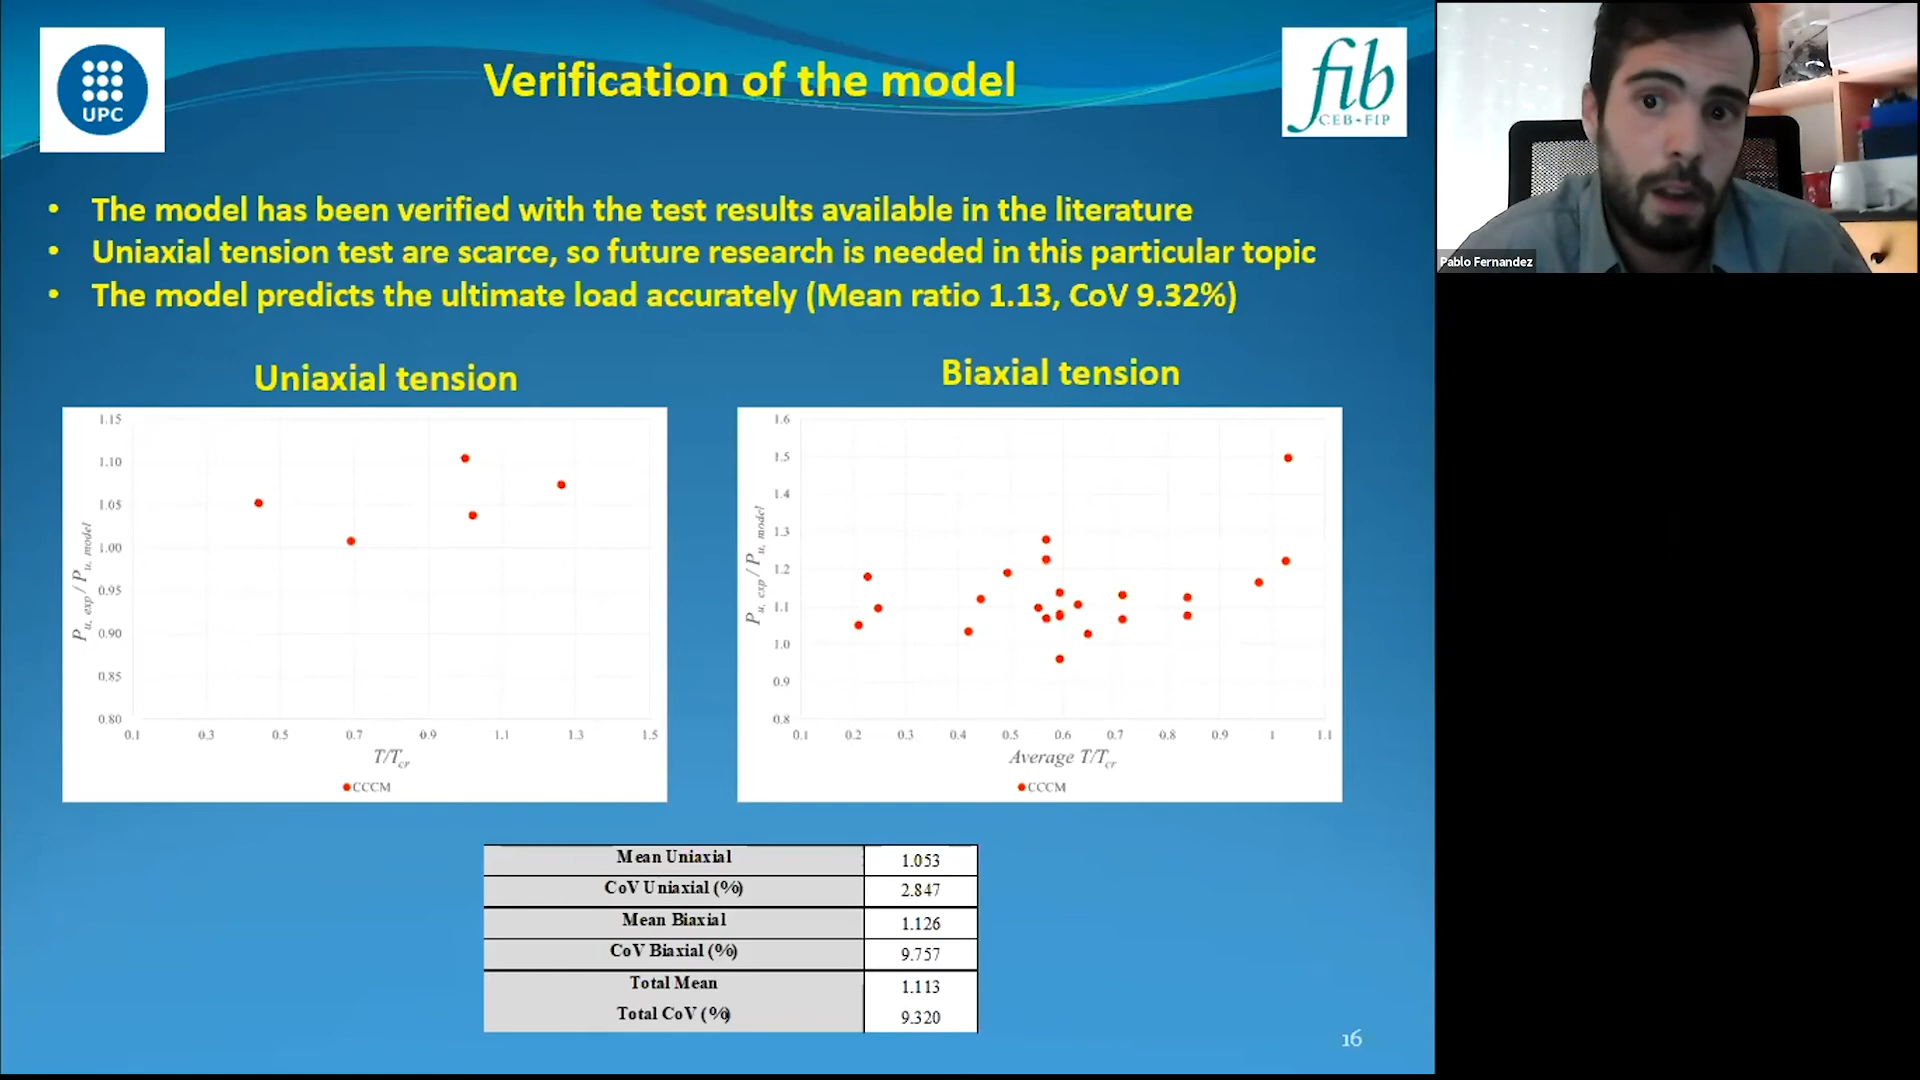 UPC
Verification of the model
fib
CEB-FIP
• The model has been verified with the test results available in the literature
• Uniaxial tension test are scarce, so future research is needed in this particular topic
• The model predicts the ultimate load accurately (Mean ratio 1.13, CoV 9.32%)
Pablo Fernandez
Uniaxial tension
1.15
1.10
1.05
1.00
0.95
0.90
0.85
0.80
P u, exp / P u, model
0.1 0.3 0.5 0.7 0.9 1.1 1.3 1.5
T/Tcr
CCCM
Biaxial tension
1.6
1.5
1.4
1.3
1.2
1.1
1.0
0.9
0.8
P u, exp / P u, model
0.1 0.2 0.3 0.4 0.5 0.6 0.7 0.8 0.9 1 1.1
Average T/Tcr
CCCM
Mean Uniaxial 1.053
CoV Uniaxial (%) 2.847
Mean Biaxial 1.126
CoV Biaxial (%) 9.757
Total Mean 1.113
Total CoV (%) 9.320
16